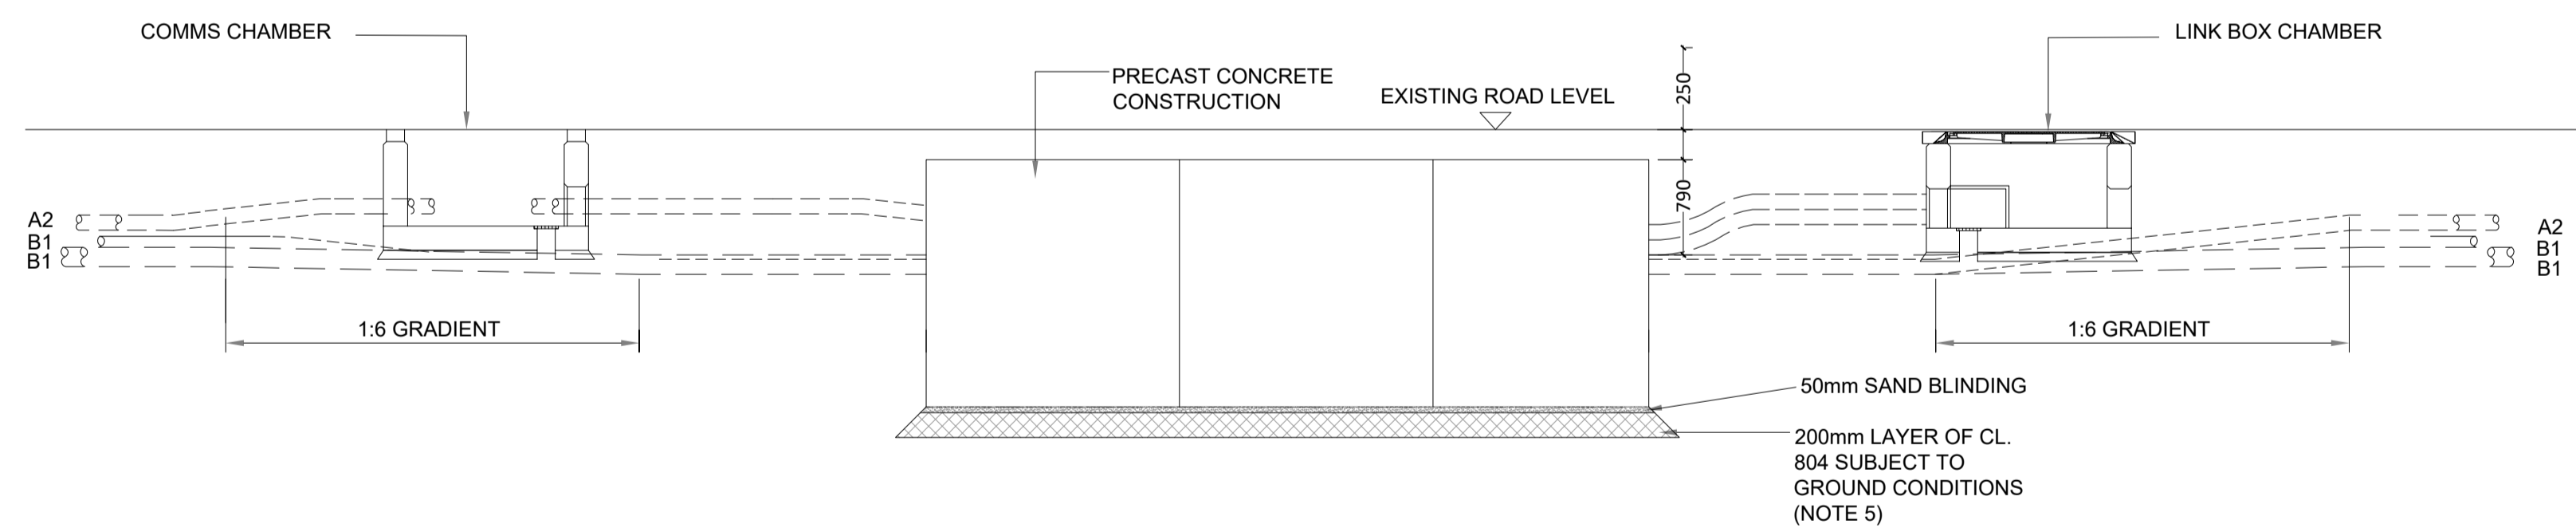 COMMS CHAMBER
LINK BOX CHAMBER
PRECAST CONCRETE
CONSTRUCTION
EXISTING ROAD LEVEL
250
790
A2
B1
B1
A2
B1
B1
1:6 GRADIENT
1:6 GRADIENT
50mm SAND BLINDING
200mm LAYER OF CL.
804 SUBJECT TO
GROUND CONDITIONS
(NOTE 5)